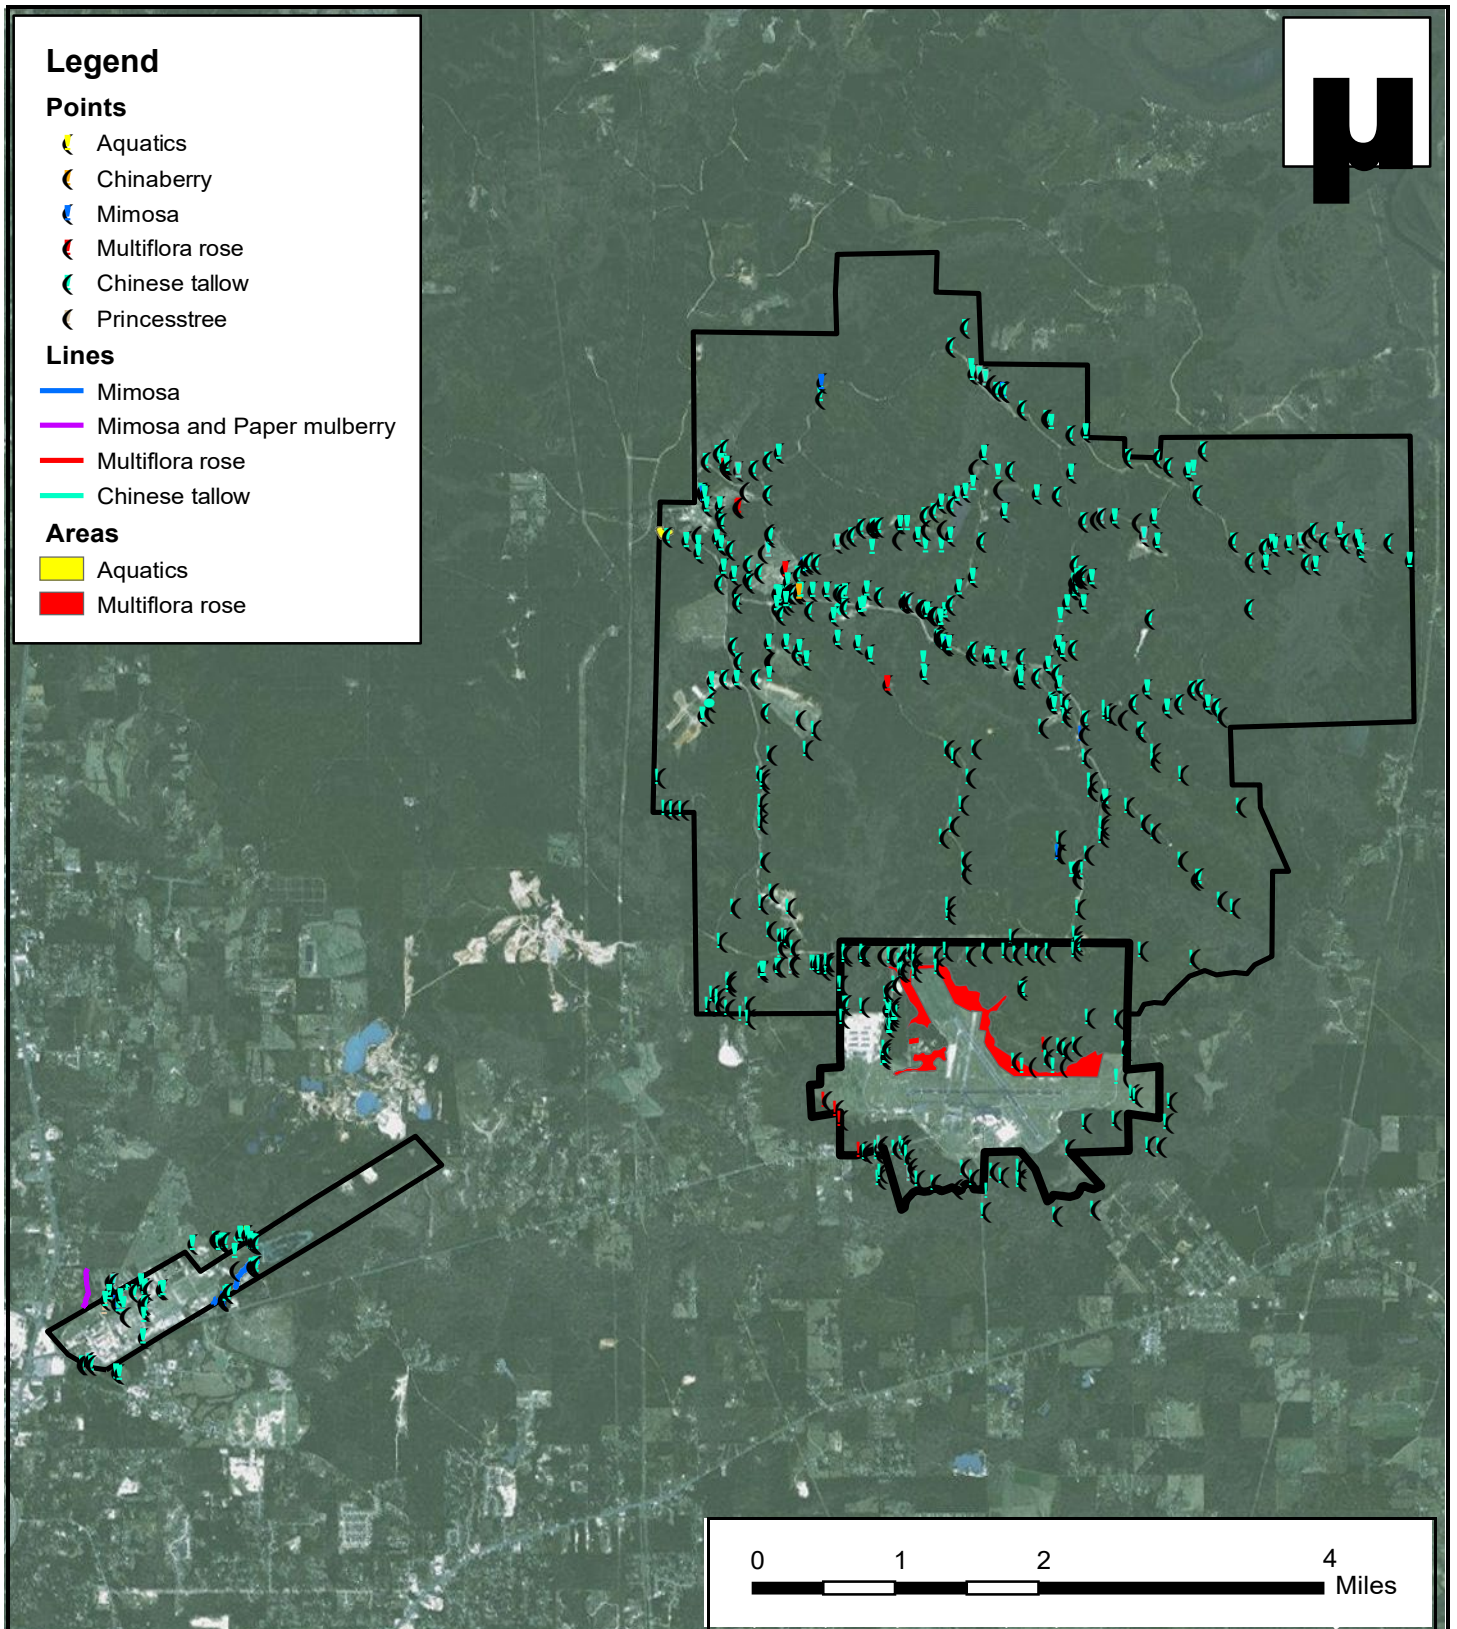 Legend
Points
Aquatics
Chinaberry
Mimosa
Multiflora rose
Chinese tallow
Princesstree
Lines
Mimosa
Mimosa and Paper mulberry
Multiflora rose
Chinese tallow
Areas
Aquatics
Multiflora rose
µ
0 1 2 4
Miles